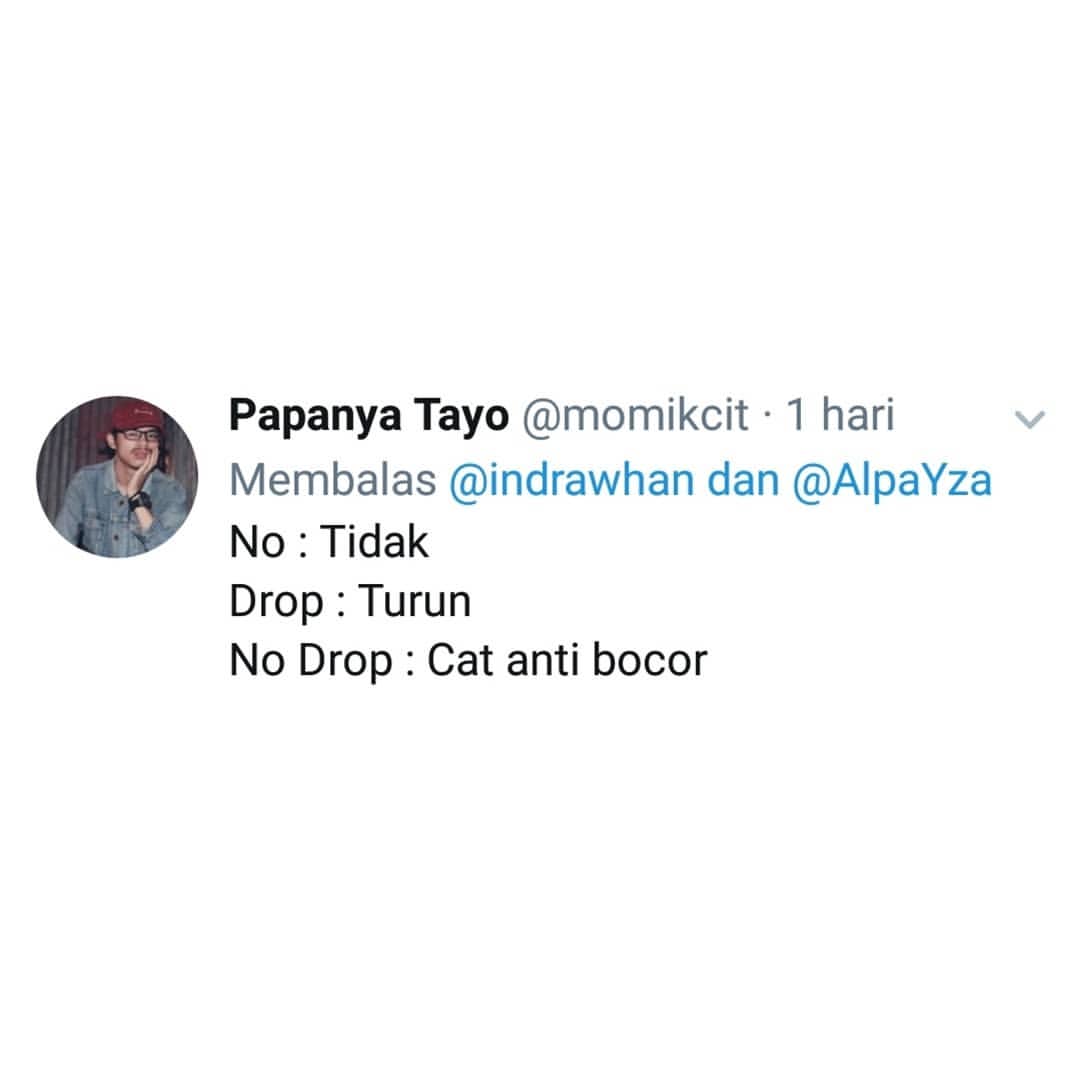 Papanya Tayo @momikcit · 1 hari
Membalas @indrawhan dan @AlpaYza
No : Tidak
Drop : Turun
No Drop : Cat anti bocor